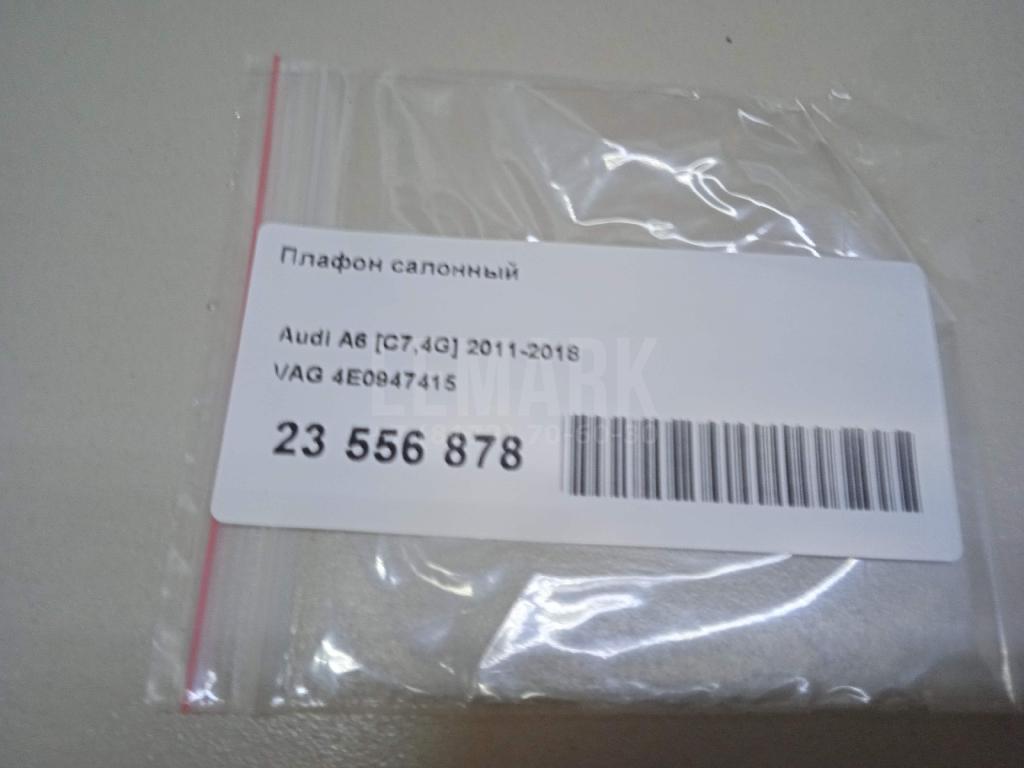 Плафон салонный
Audi A6 [C7,4G] 2011-2018
VAG 4E0947415
23 556 878